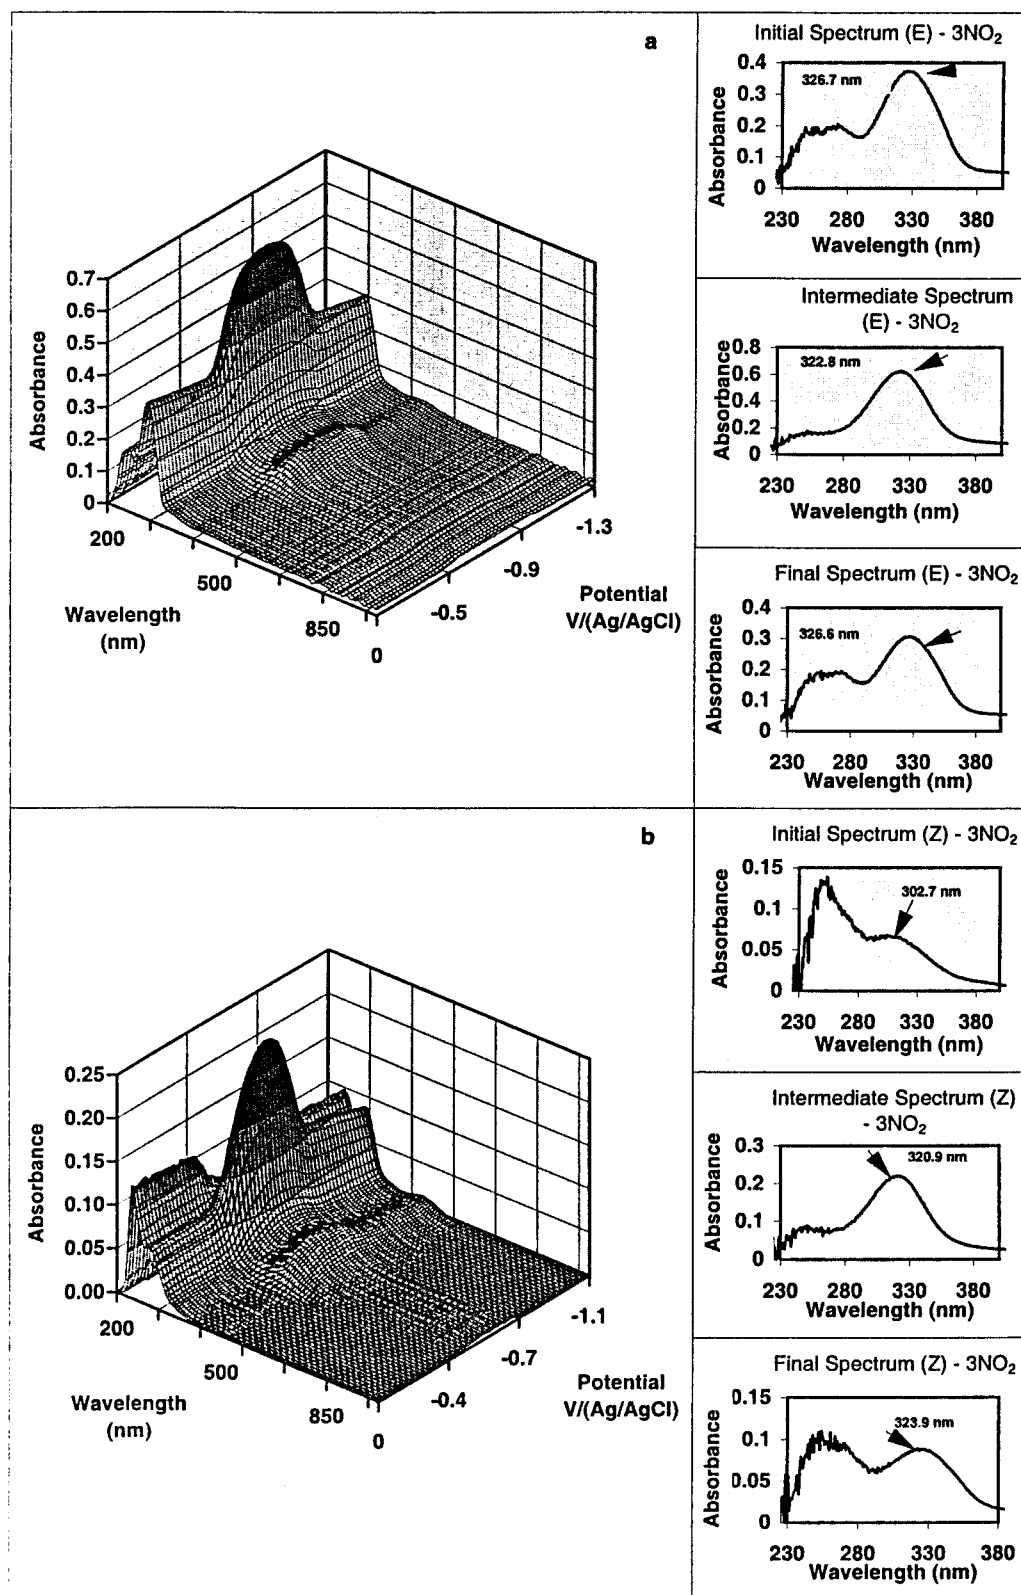 a
0.7
0.6
0.5
0.4
0.3
0.2
0.1
0
Absorbance
200
500
850
0
-0.5
-0.9
-1.3
Wavelength
(nm)
Potential
V/(Ag/AgCl)
Initial Spectrum (E) - 3NO2
0.4
0.3
0.2
0.1
0
326.7 nm
Absorbance
230 280 330 380
Wavelength (nm)
Intermediate Spectrum
(E) - 3NO2
0.8
0.6
0.4
0.2
0
322.8 nm
Absorbance
230 280 330 380
Wavelength (nm)
Final Spectrum (E) - 3NO2
0.4
0.3
0.2
0.1
0
326.6 nm
Absorbance
230 280 330 380
Wavelength (nm)
b
0.25
0.20
0.15
0.10
0.05
0.00
Absorbance
200
500
850
0
-0.4
-0.7
-1.1
Wavelength
(nm)
Potential
V/(Ag/AgCl)
Initial Spectrum (Z) - 3NO2
0.15
0.1
0.05
0
302.7 nm
Absorbance
230 280 330 380
Wavelength (nm)
Intermediate Spectrum (Z)
- 3NO2
0.3
0.2
0.1
0
320.9 nm
Absorbance
230 280 330 380
Wavelength (nm)
Final Spectrum (Z) - 3NO2
0.15
0.1
0.05
0
323.9 nm
Absorbance
230 280 330 380
Wavelength (nm)